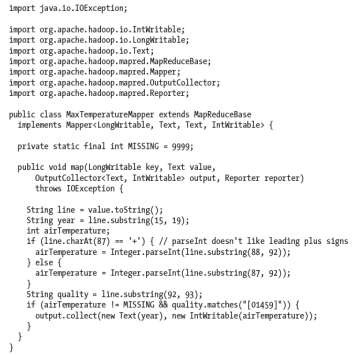 import java.io.IOException;
import org.apache.hadoop.io.IntWritable;
import org.apache.hadoop.io.LongWritable;
import org.apache.hadoop.io.Text;
import org.apache.hadoop.mapred.MapReduceBase;
import org.apache.hadoop.mapred.Mapper;
import org.apache.hadoop.mapred.OutputCollector;
import org.apache.hadoop.mapred.Reporter;
public class MaxTemperatureMapper extends MapReduceBase
implements Mapper<LongWritable, Text, Text, IntWritable> {
private static final int MISSING = 9999;
public void map(LongWritable key, Text value,
OutputCollector<Text, IntWritable> output, Reporter reporter)
throws IOException {
String line = value.toString();
String year = line.substring(15, 19);
int airTemperature;
if (line.charAt(87) == '+') { // parseInt doesn't like leading plus signs
airTemperature = Integer.parseInt(line.substring(88, 92));
} else {
airTemperature = Integer.parseInt(line.substring(87, 92));
}
String quality = line.substring(92, 93);
if (airTemperature != MISSING && quality.matches("[01459]")) {
output.collect(new Text(year), new IntWritable(airTemperature));
}
}
}